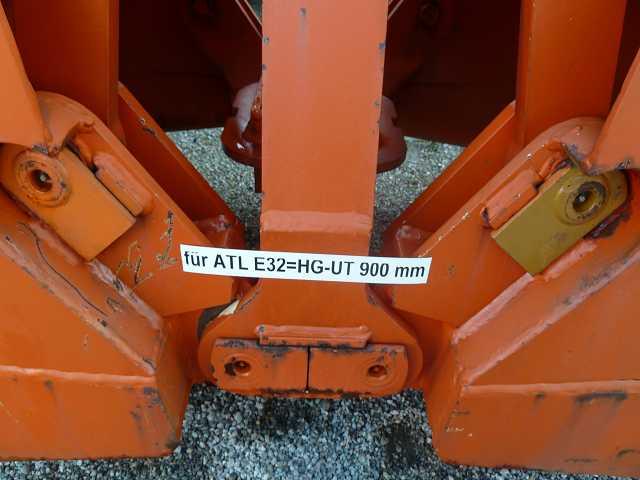 für ATL E32=HG-UT 900 mm